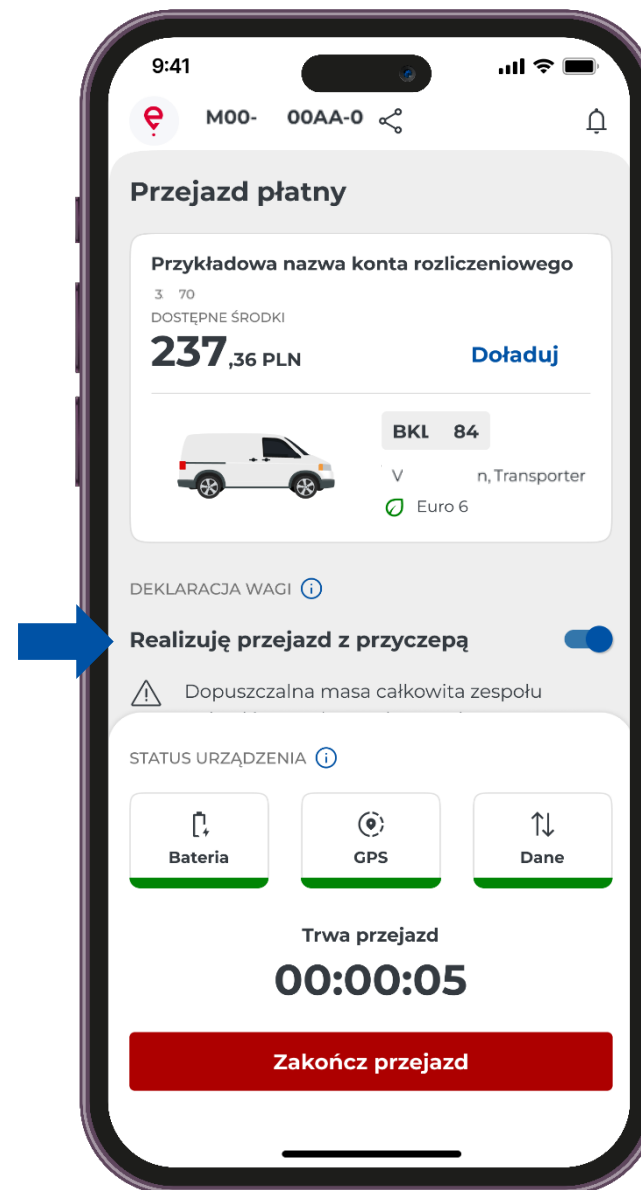 9:41
M00- 00AA-0
Przejazd płatny
Przykładowa nazwa konta rozliczeniowego
3 70
DOSTĘPNE ŚRODKI
237,36 PLN Doładuj
BKL 84
V n, Transporter
Euro 6
DEKLARACJA WAGI
Realizuję przejazd z przyczepą
Dopuszczalna masa całkowita zespołu
STATUS URZĄDZENIA
Bateria GPS Dane
Trwa przejazd
00:00:05
Zakończ przejazd